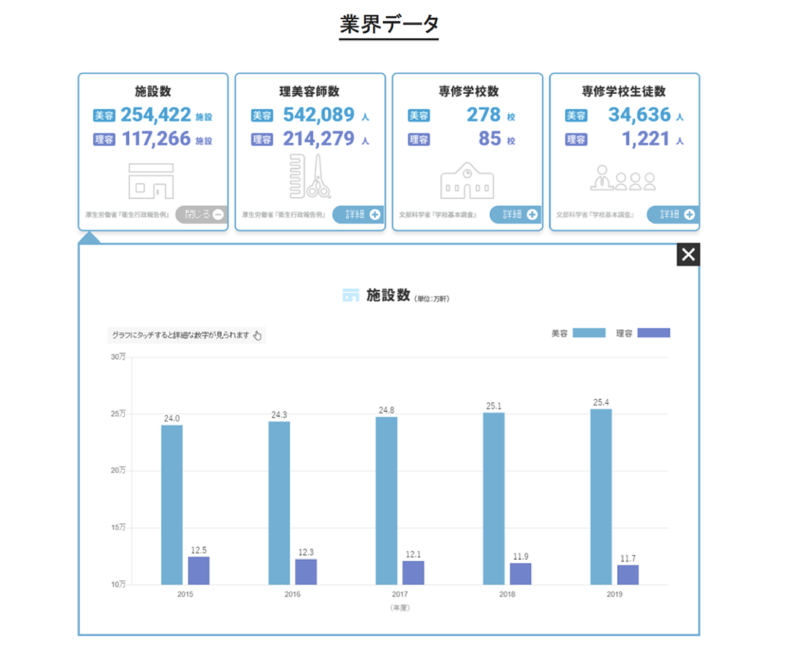 業界データ
施設数
美容 254,422 施設
理容 117,266 施設
厚生労働省『衛生行政報告例』 閉じる
理美容師数
美容 542,089 人
理容 214,279 人
厚生労働省『衛生行政報告例』 詳細
専修学校数
美容 278 校
理容 85 校
文部科学省『学校基本調査』 詳細
専修学校生徒数
美容 34,636 人
理容 1,221 人
文部科学省『学校基本調査』 詳細
施設数 (単位:万軒)
グラフにタッチすると詳細な数字が見られます
美容 理容
30万
25万
20万
15万
10万
24.0 24.3 24.8 25.1 25.4
12.5 12.3 12.1 11.9 11.7
2015 2016 2017 2018 2019
(年度)